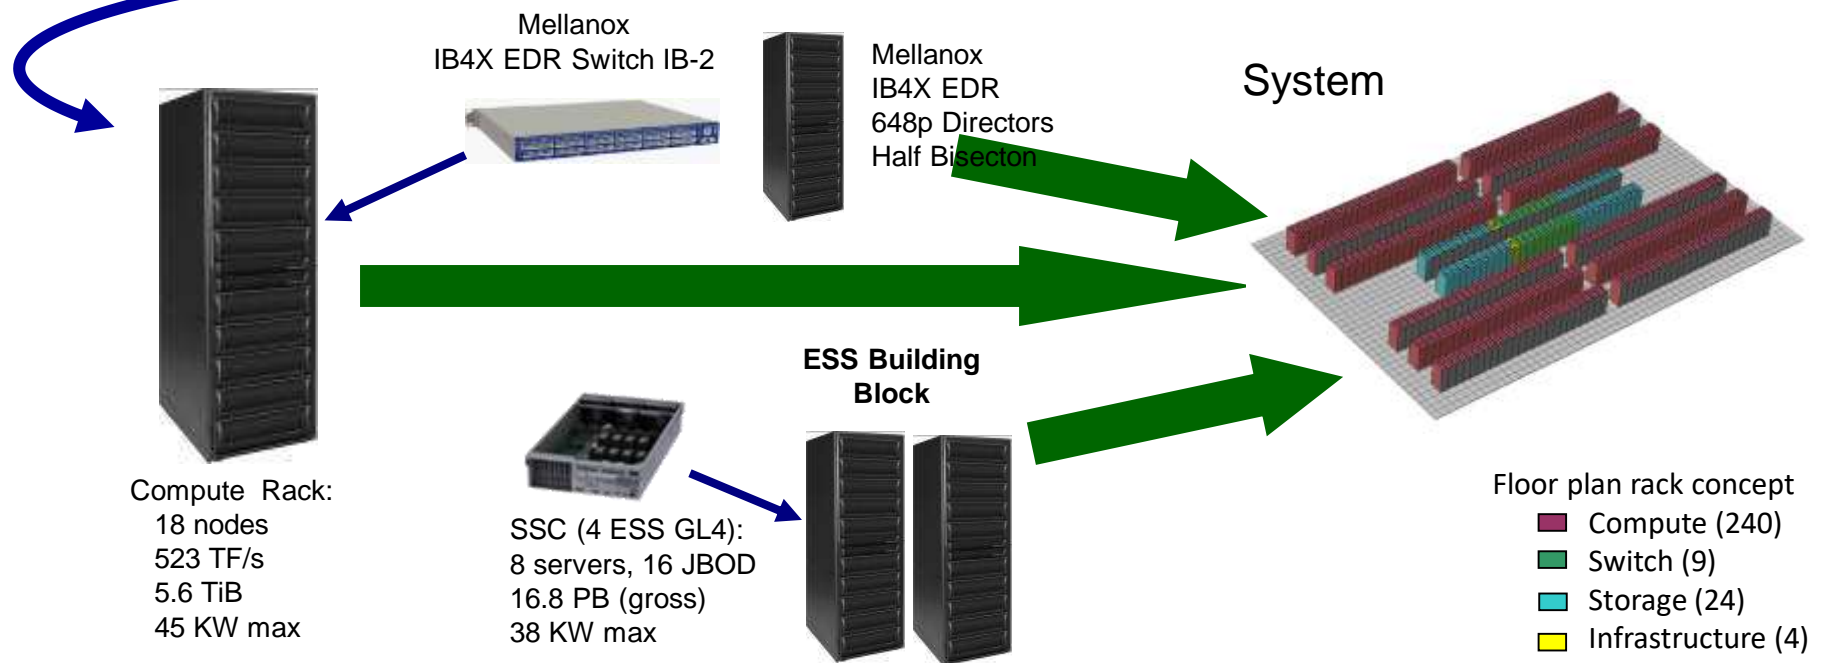 Mellanox
IB4X EDR Switch IB-2
Mellanox
IB4X EDR
648p Directors
Half Bisecton
System
Compute Rack:
18 nodes
523 TF/s
5.6 TiB
45 KW max
ESS Building
Block
SSC (4 ESS GL4):
8 servers, 16 JBOD
16.8 PB (gross)
38 KW max
Floor plan rack concept
Compute (240)
Switch (9)
Storage (24)
Infrastructure (4)